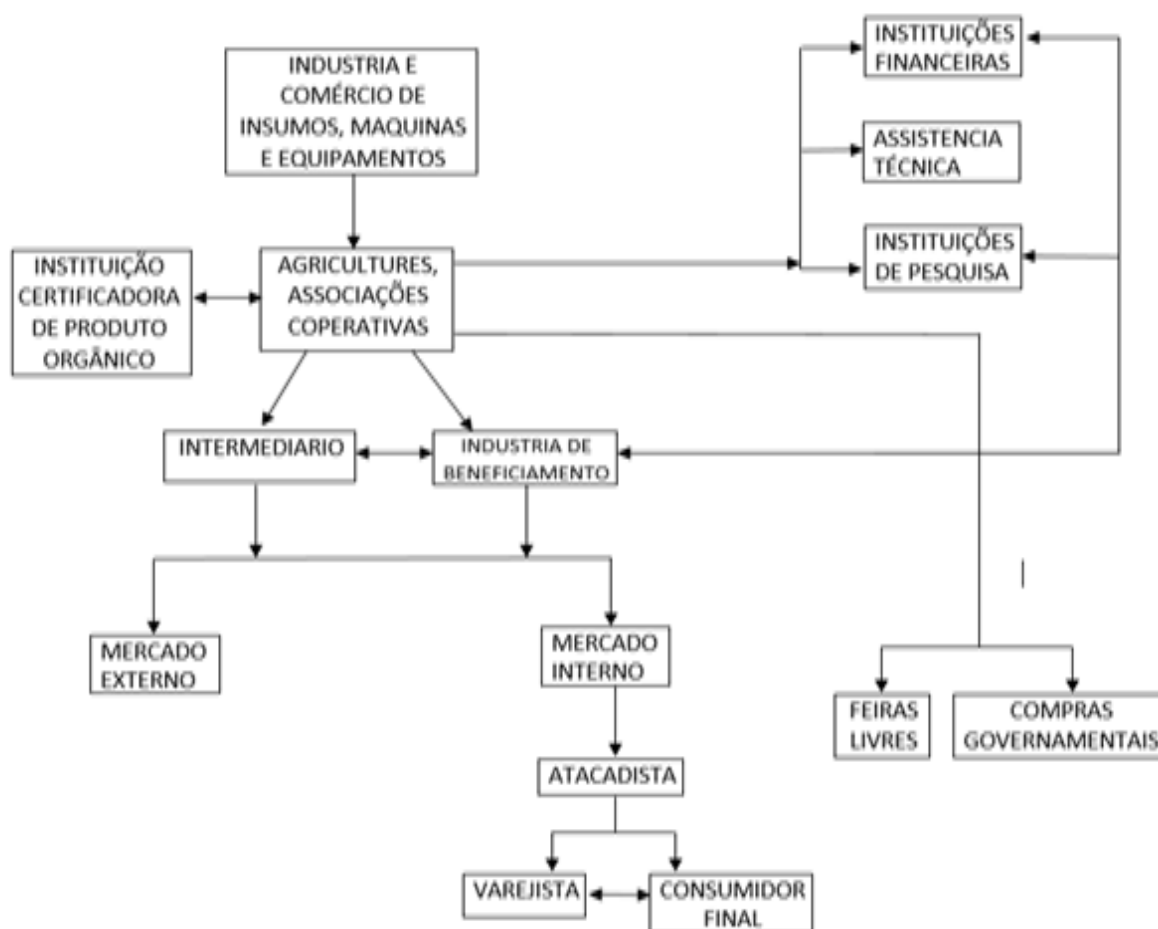 INDUSTRIA E
COMÉRCIO DE
INSUMOS, MAQUINAS
E EQUIPAMENTOS
INSTITUIÇÕES
FINANCEIRAS
ASSISTENCIA
TÉCNICA
INSTITUIÇÕES
DE PESQUISA
INSTITUIÇÃO
CERTIFICADORA
DE PRODUTO
ORGÂNICO
AGRICULTURES,
ASSOCIAÇÕES
COPERATIVAS
INTERMEDIARIO
INDUSTRIA DE
BENEFICIAMENTO
MERCADO
EXTERNO
MERCADO
INTERNO
FEIRAS
LIVRES
COMPRAS
GOVERNAMENTAIS
ATACADISTA
VAREJISTA
CONSUMIDOR
FINAL